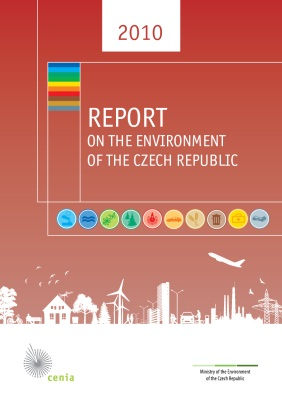 2010
REPORT
ON THE ENVIRONMENT
OF THE CZECH REPUBLIC
cenia
Ministry of the Environment
of the Czech Republic